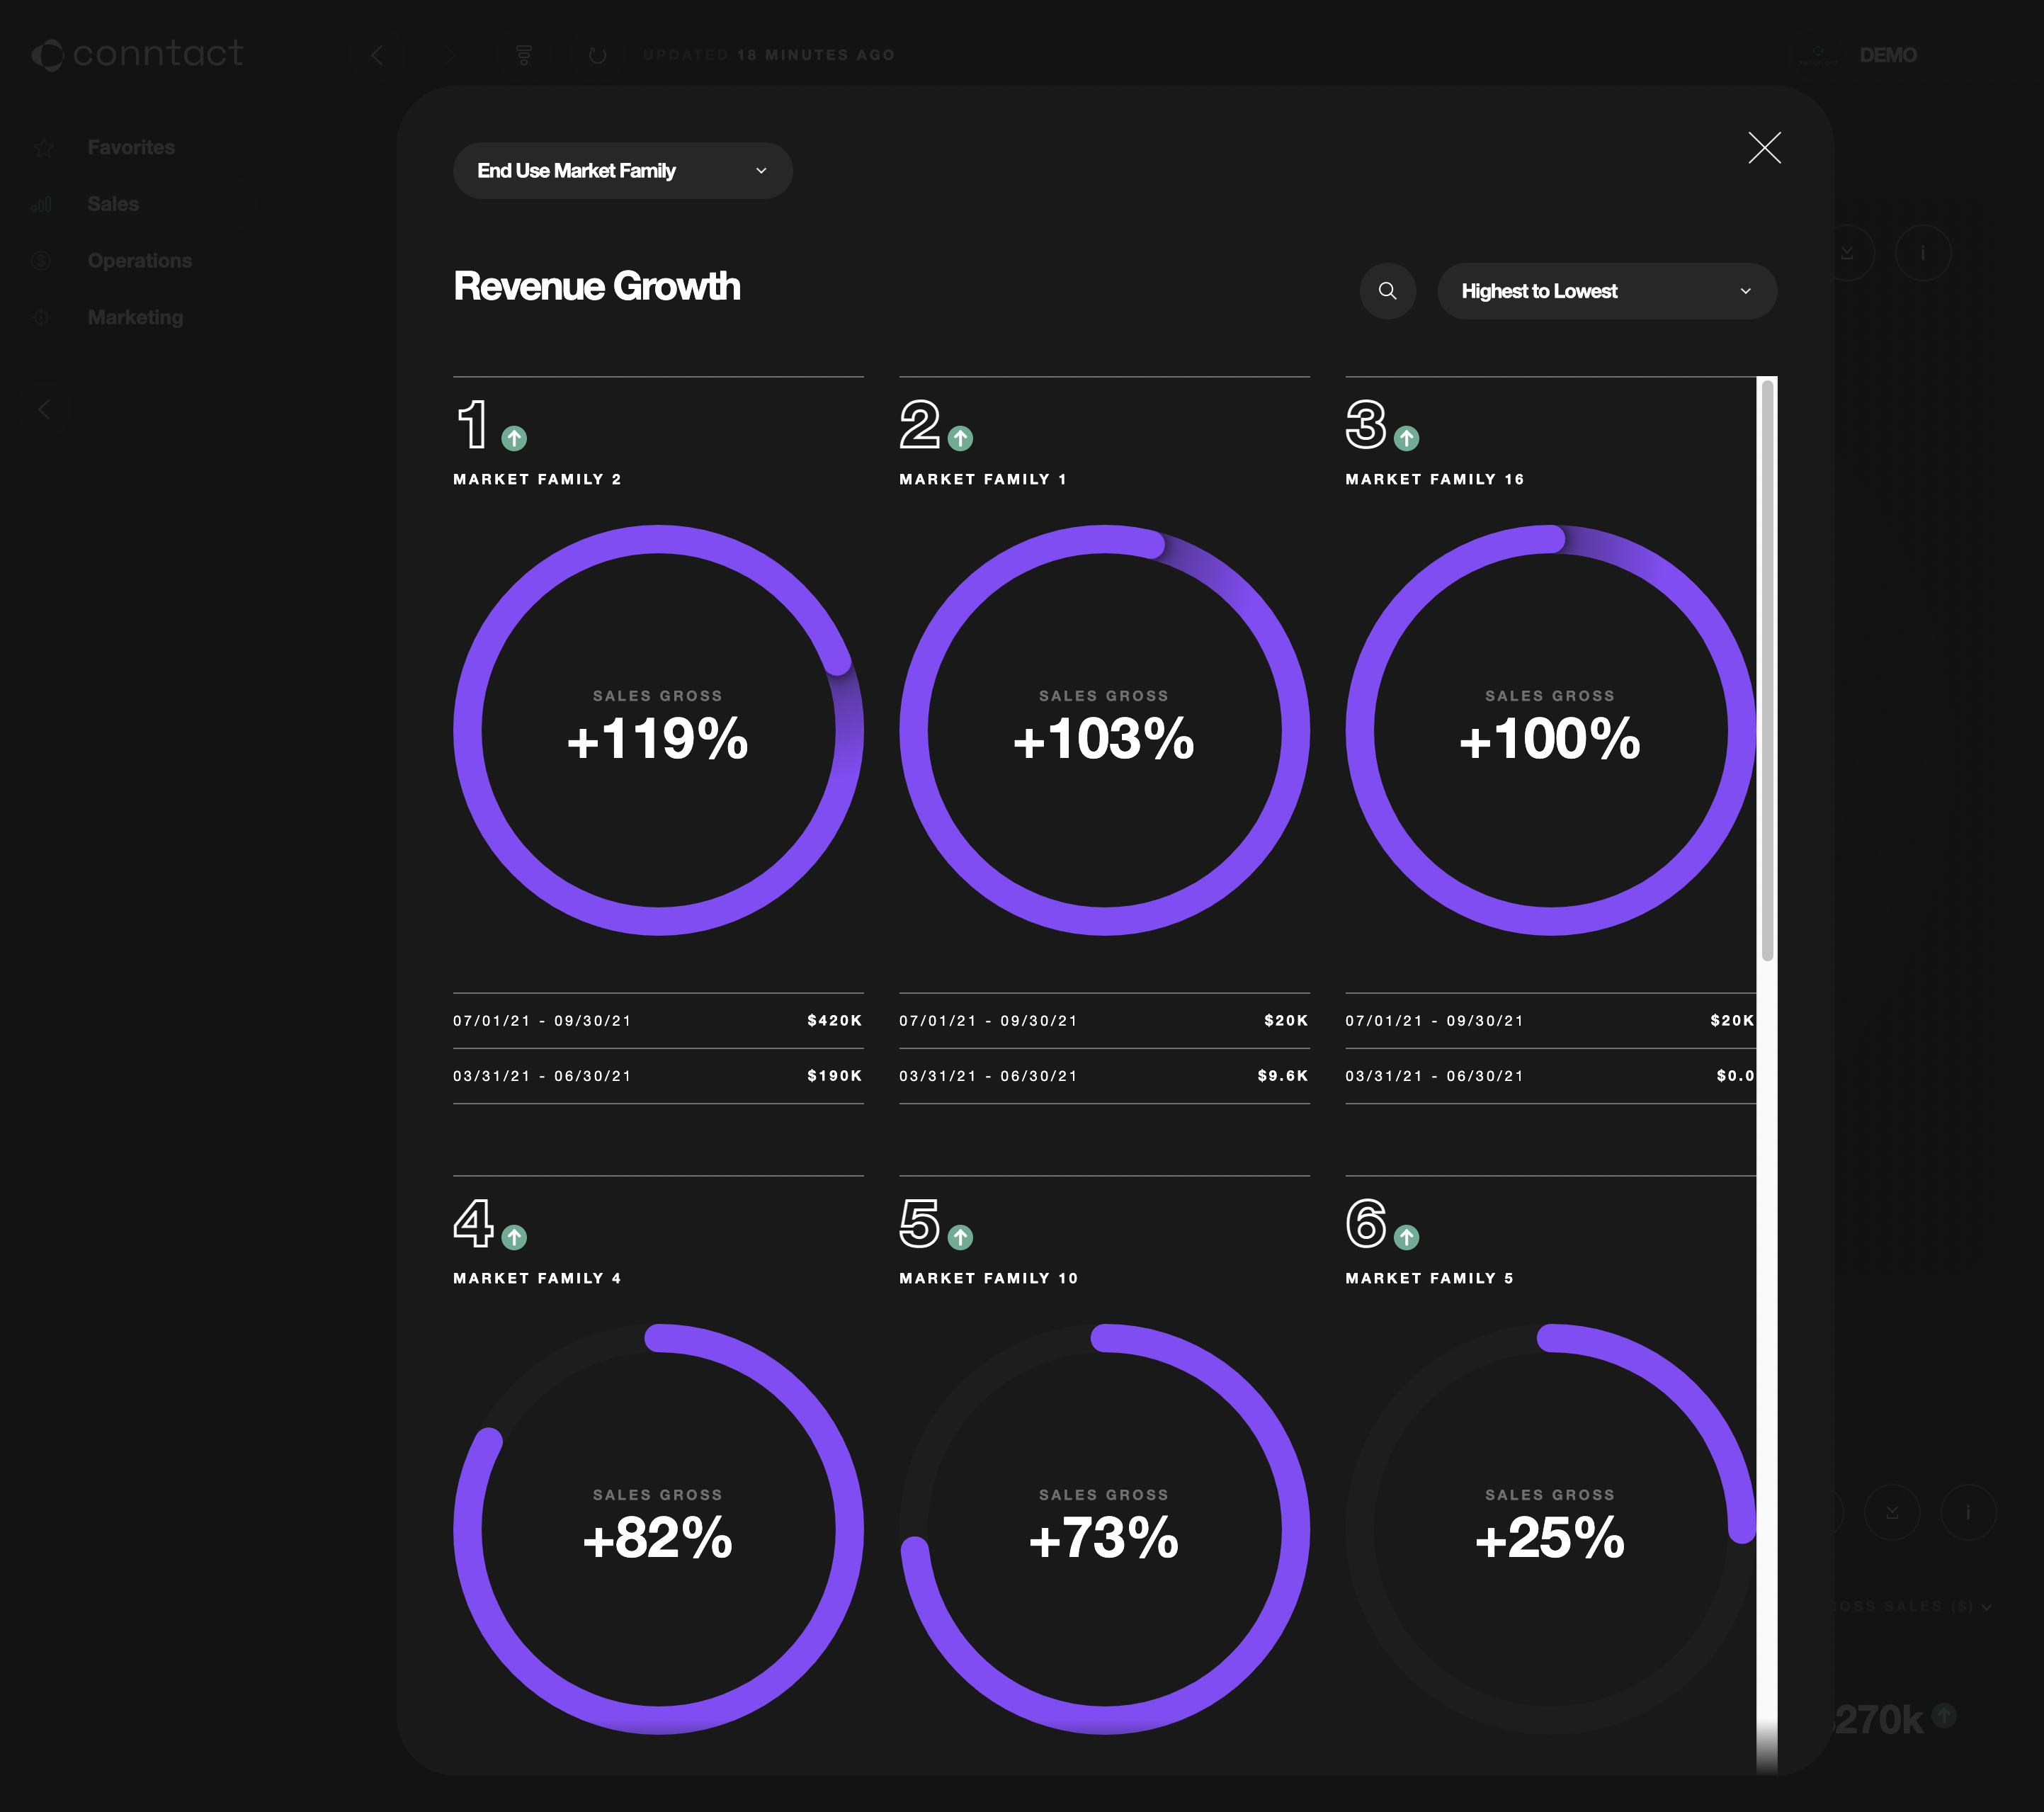 conntact
UPDATED 18 MINUTES AGO
DEMO
Favorites
Sales
Operations
Marketing
End Use Market Family
Revenue Growth
Highest to Lowest
1
MARKET FAMILY 2
SALES GROSS
+119%
07/01/21 - 09/30/21 $420K
03/31/21 - 06/30/21 $190K
2
MARKET FAMILY 1
SALES GROSS
+103%
07/01/21 - 09/30/21 $20K
03/31/21 - 06/30/21 $9.6K
3
MARKET FAMILY 16
SALES GROSS
+100%
07/01/21 - 09/30/21 $20K
03/31/21 - 06/30/21 $0.0
4
MARKET FAMILY 4
SALES GROSS
+82%
5
MARKET FAMILY 10
SALES GROSS
+73%
6
MARKET FAMILY 5
SALES GROSS
+25%
i
i
OSS SALES ($)
270k